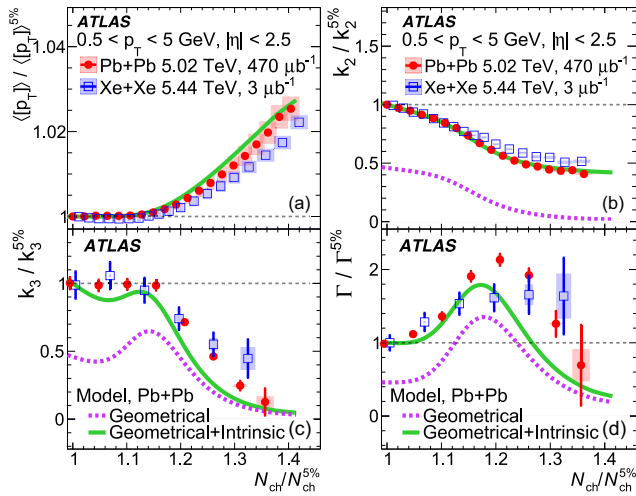 ⟨[p_T]⟩ / ⟨[p_T]⟩^5%
1.04
1.02
1
ATLAS
0.5 < p_T < 5 GeV, |η| < 2.5
Pb+Pb 5.02 TeV, 470 μb^-1
Xe+Xe 5.44 TeV, 3 μb^-1
(a)
k_2 / k_2^5%
1.5
1.0
0.5
0.0
ATLAS
0.5 < p_T < 5 GeV, |η| < 2.5
Pb+Pb 5.02 TeV, 470 μb^-1
Xe+Xe 5.44 TeV, 3 μb^-1
(b)
k_3 / k_3^5%
1
0.5
0
ATLAS
Model, Pb+Pb
Geometrical
Geometrical+Intrinsic
(c)
1 1.1 1.2 1.3 1.4
N_ch/N_ch^5%
Γ / Γ^-5%
2
1
0
ATLAS
Model, Pb+Pb
Geometrical
Geometrical+Intrinsic
(d)
1 1.1 1.2 1.3 1.4
N_ch/N_ch^5%